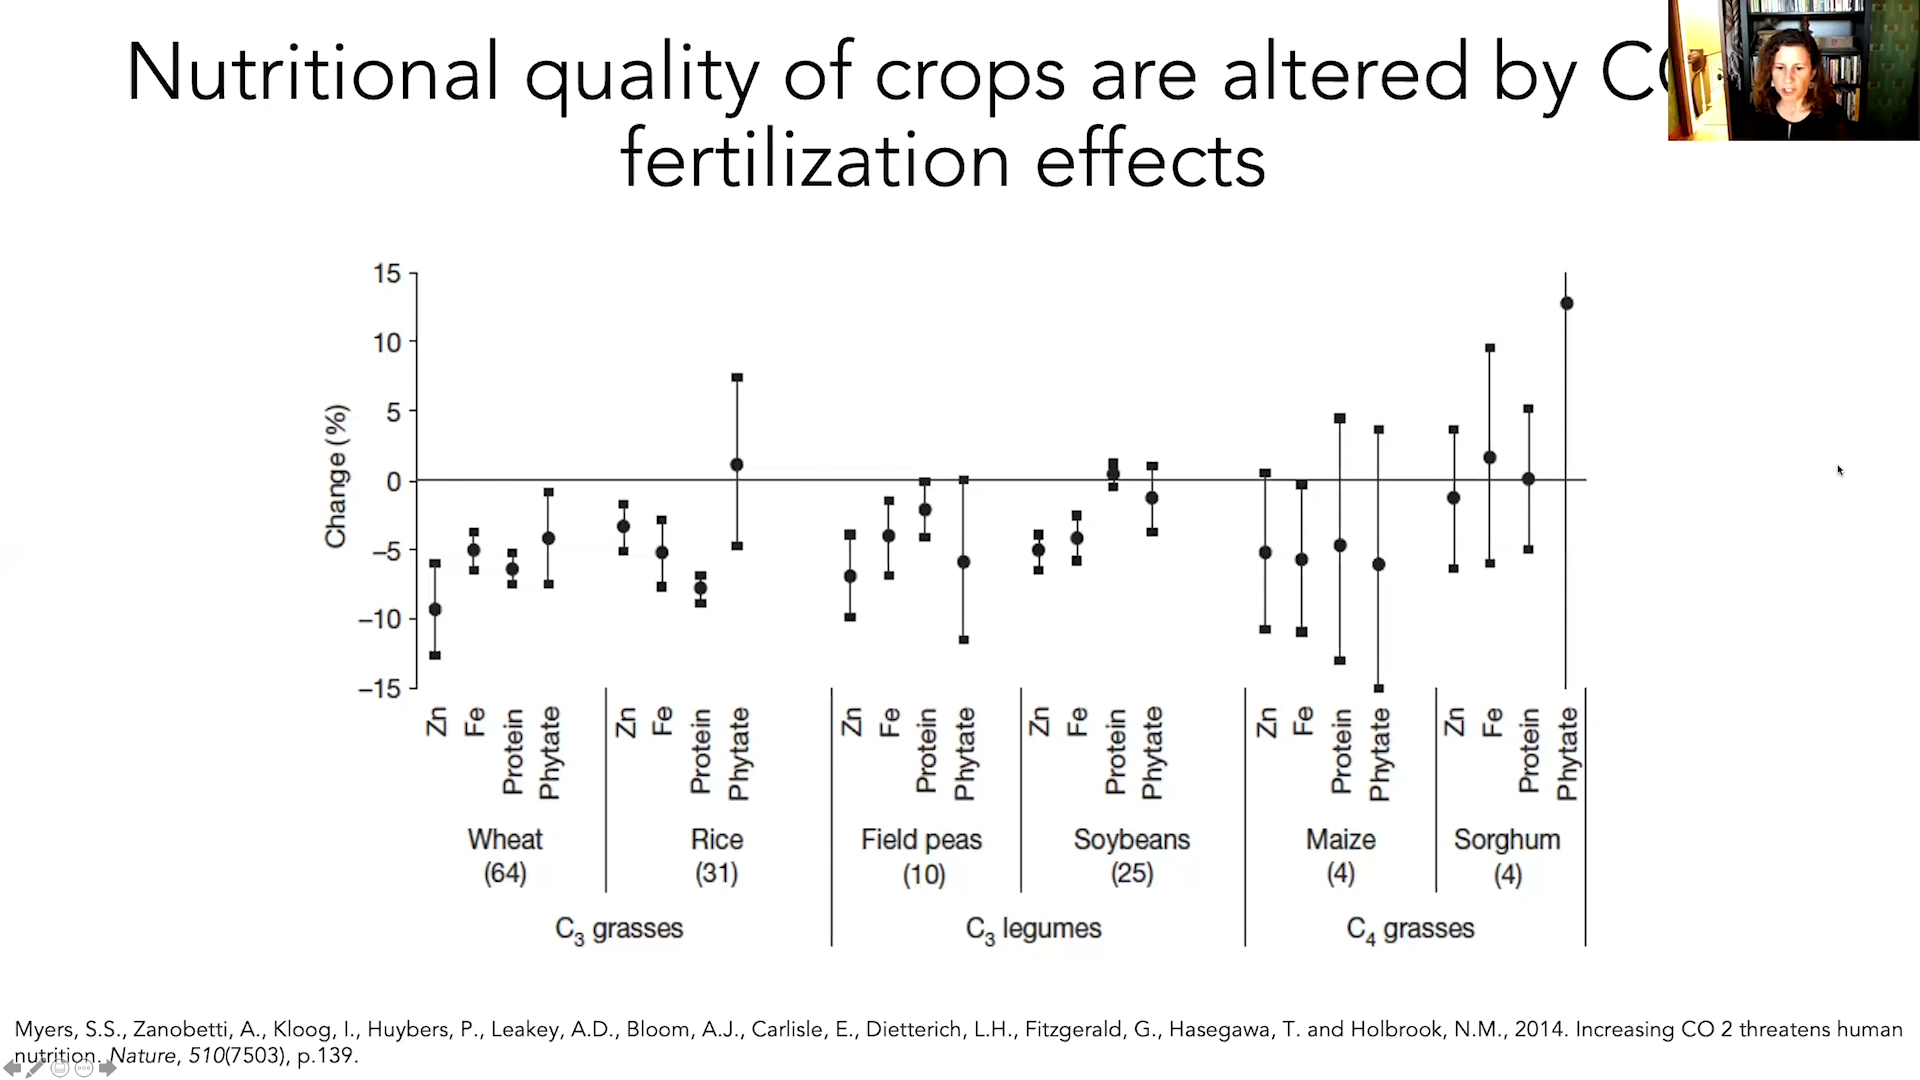 Nutritional quality of crops are altered by
fertilization effects
15
10
5
0
–5
–10
–15
Change (%)
Zn Fe Protein Phytate Zn Fe Protein Phytate Zn Fe Protein Phytate Zn Fe Protein Phytate Zn Fe Protein Phytate Zn Fe Protein Phytate
Wheat Rice Field peas Soybeans Maize Sorghum
(64) (31) (10) (25) (4) (4)
C3 grasses C3 legumes C4 grasses
Myers, S.S., Zanobetti, A., Kloog, I., Huybers, P., Leakey, A.D., Bloom, A.J., Carlisle, E., Dietterich, L.H., Fitzgerald, G., Hasegawa, T. and Holbrook, N.M., 2014. Increasing CO 2 threatens human
nutrition. Nature, 510(7503), p.139.